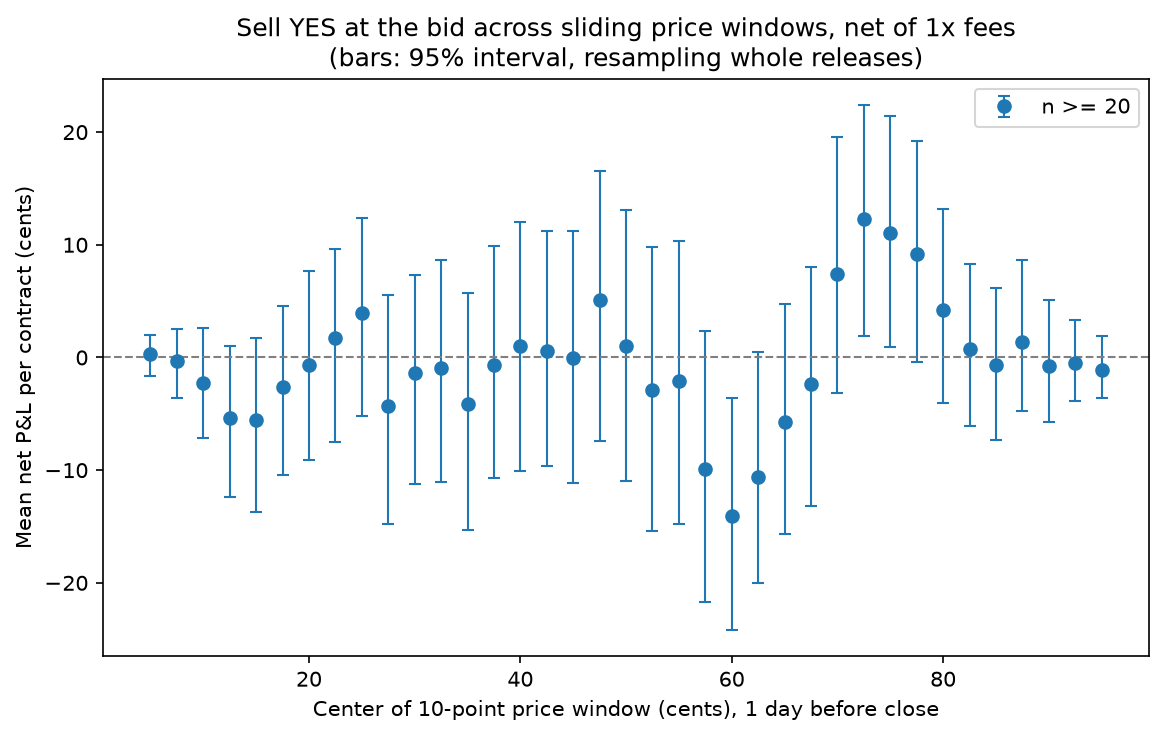 Sell YES at the bid across sliding price windows, net of 1x fees
(bars: 95% interval, resampling whole releases)
n >= 20
Mean net P&L per contract (cents)
20
10
0
−10
−20
20
40
60
80
Center of 10-point price window (cents), 1 day before close